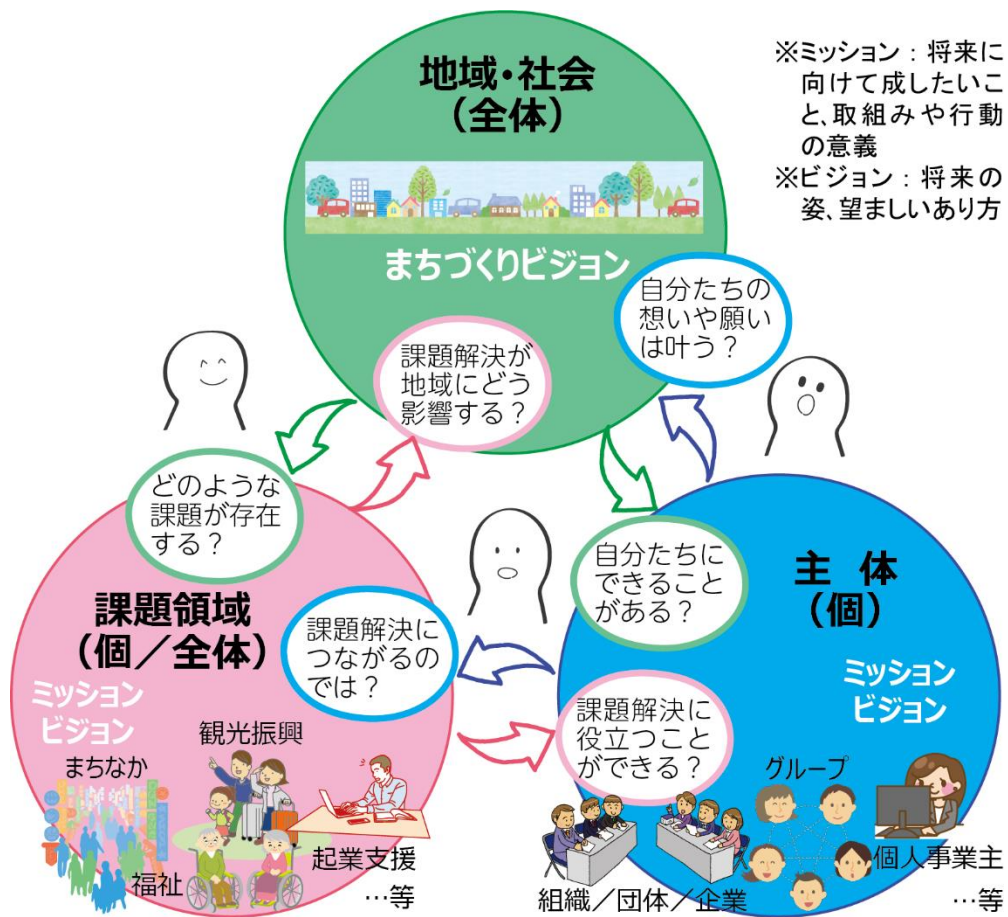 地域・社会
(全体)
まちづくりビジョン
※ミッション：将来に
向けて成したいこ
と、取組みや行動
の意義
※ビジョン：将来の
姿、望ましいあり方
自分たちの
想いや願い
は叶う？
課題解決が
地域にどう
影響する？
どのような
課題が存在
する？
課題領域
(個／全体)
ミッション
ビジョン
課題解決に
つながるの
では？
まちなか
観光振興
福祉
起業支援
…等
自分たちに
できること
がある？
主 体
(個)
ミッション
ビジョン
課題解決に
役立つこと
ができる？
グループ
組織／団体／企業
個人事業主
…等